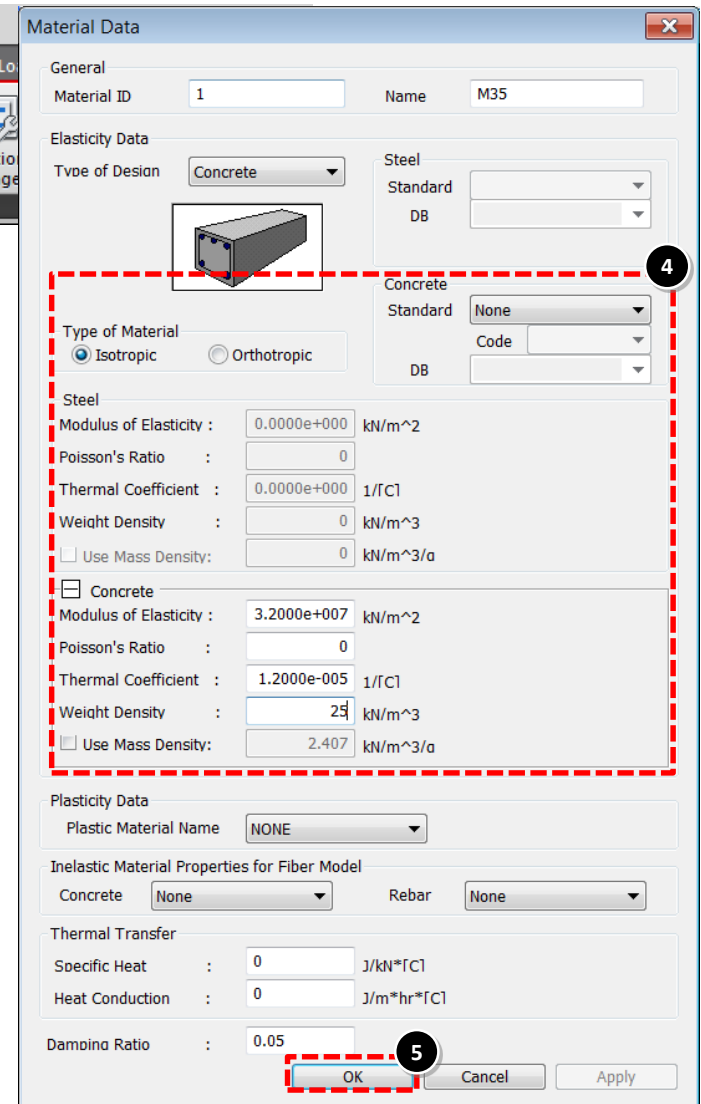 Material Data
General
Material ID 1 Name M35
Elasticity Data
Type of Design Concrete
Steel
Standard
DB
4
Concrete
Standard None
Code
DB
Type of Material
Isotropic Orthotropic
Steel
Modulus of Elasticity : 0.0000e+000 kN/m^2
Poisson's Ratio : 0
Thermal Coefficient : 0.0000e+000 1/[C]
Weight Density : 0 kN/m^3
Use Mass Density: 0 kN/m^3/g
Concrete
Modulus of Elasticity : 3.2000e+007 kN/m^2
Poisson's Ratio : 0
Thermal Coefficient : 1.2000e-005 1/[C]
Weight Density : 25 kN/m^3
Use Mass Density: 2.407 kN/m^3/g
Plasticity Data
Plastic Material Name NONE
Inelastic Material Properties for Fiber Model
Concrete None Rebar None
Thermal Transfer
Specific Heat : 0 J/kN*[C]
Heat Conduction : 0 J/m*hr*[C]
Damping Ratio : 0.05
5
OK Cancel Apply